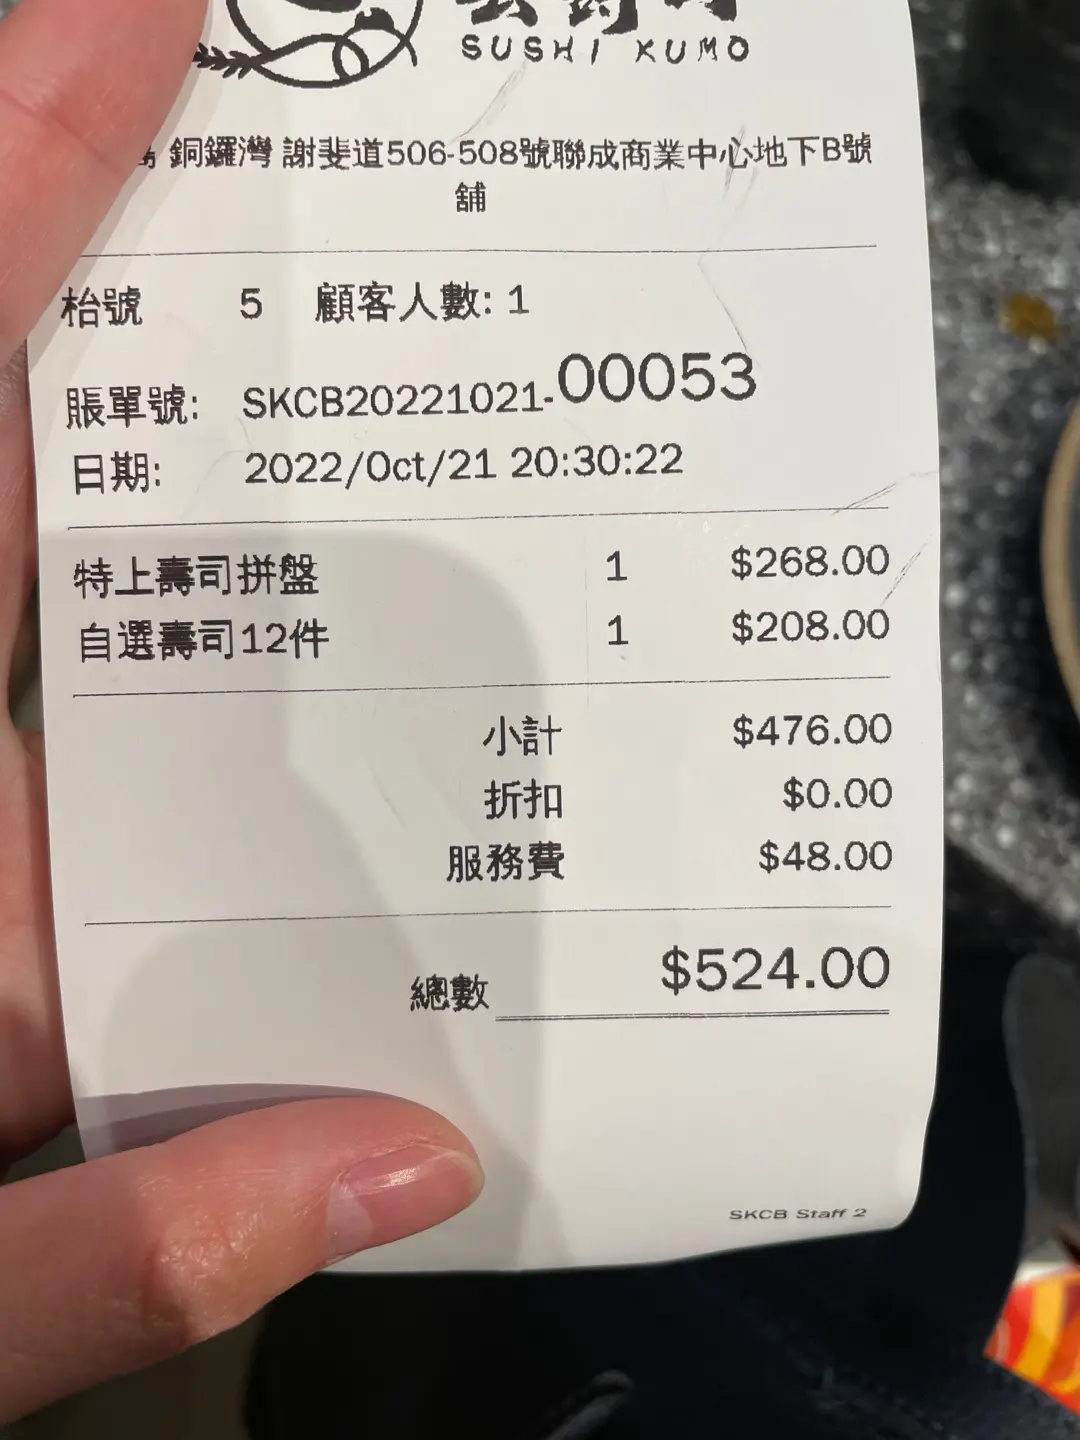 SUSHI KUMO
銅鑼灣 謝斐道506-508號聯成商業中心地下B號
舖
枱號 5 顧客人數: 1
賬單號: SKCB20221021-00053
日期: 2022/Oct/21 20:30:22
特上壽司拼盤 1 $268.00
自選壽司12件 1 $208.00
小計 $476.00
折扣 $0.00
服務費 $48.00
總數 $524.00
SKCB Staff 2